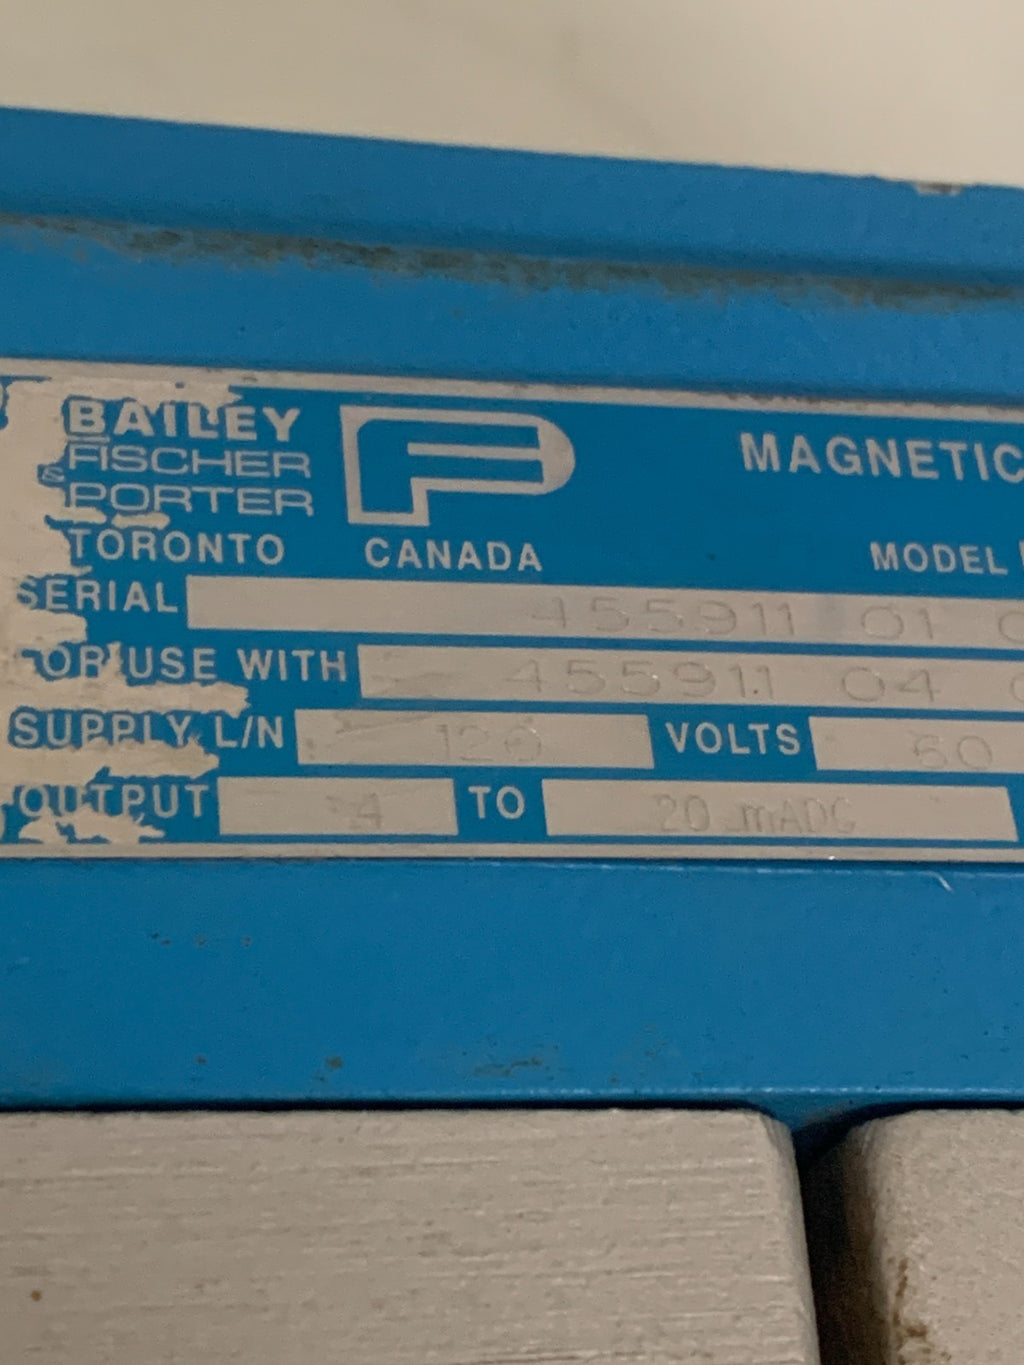 BAILEY
FISCHER
& PORTER
TORONTO CANADA
MAGNETIC
MODEL
SERIAL 455911 01
FOR USE WITH 455911 04
SUPPLY L/N 120 VOLTS 60
OUTPUT 4 TO 20 mADC